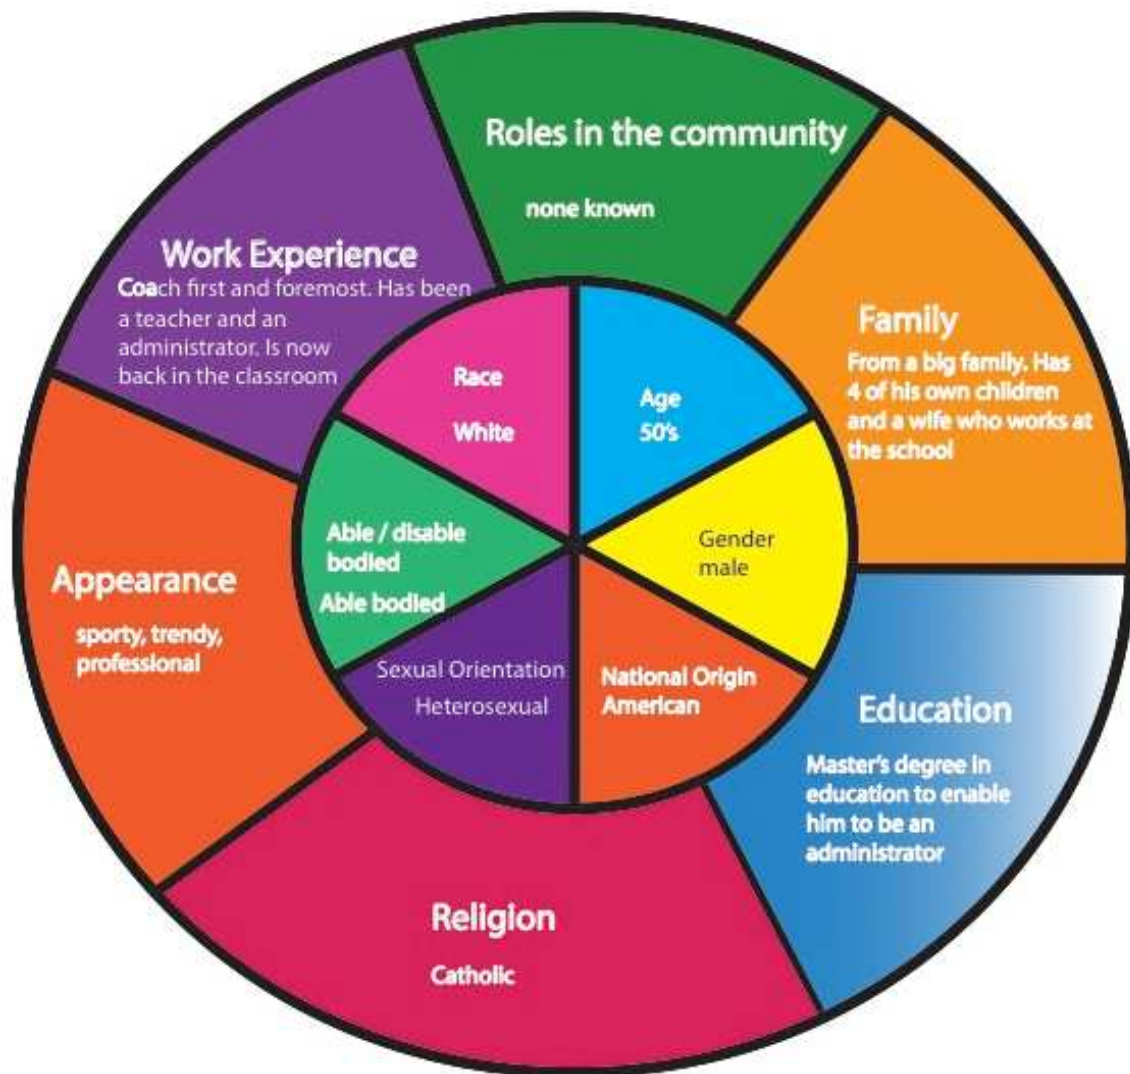 Roles in the community
none known
Work Experience
Coach first and foremost. Has been
a teacher and an
administrator. Is now
back in the classroom
Family
From a big family. Has
4 of his own children
and a wife who works at
the school
Race
White
Age
50's
Able / disable
bodied
Able bodied
Gender
male
Appearance
sporty, trendy,
professional
Sexual Orientation
Heterosexual
National Origin
American
Education
Master's degree in
education to enable
him to be an
administrator
Religion
Catholic